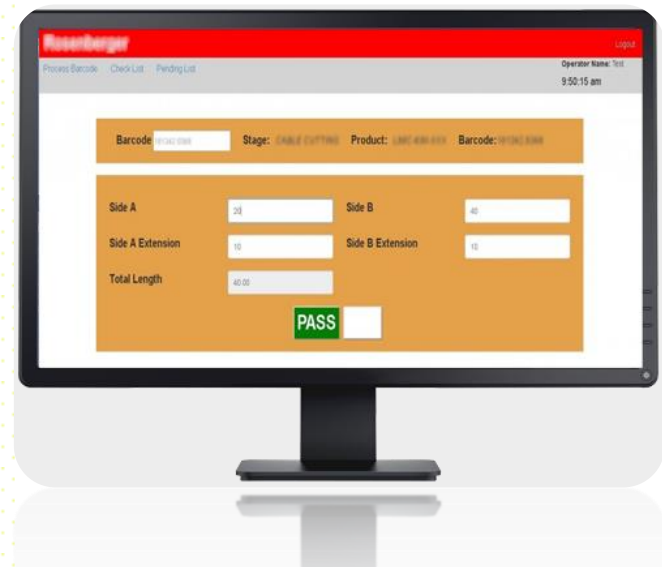 Rosenberger
Logout
Process Barcode Check List Pending List
Operator Name: Test
9:50:15 am
Barcode Stage: CABLE CUTTING Product: Barcode:
Side A 20 Side B 40
Side A Extension 10 Side B Extension 10
Total Length 40.00
PASS